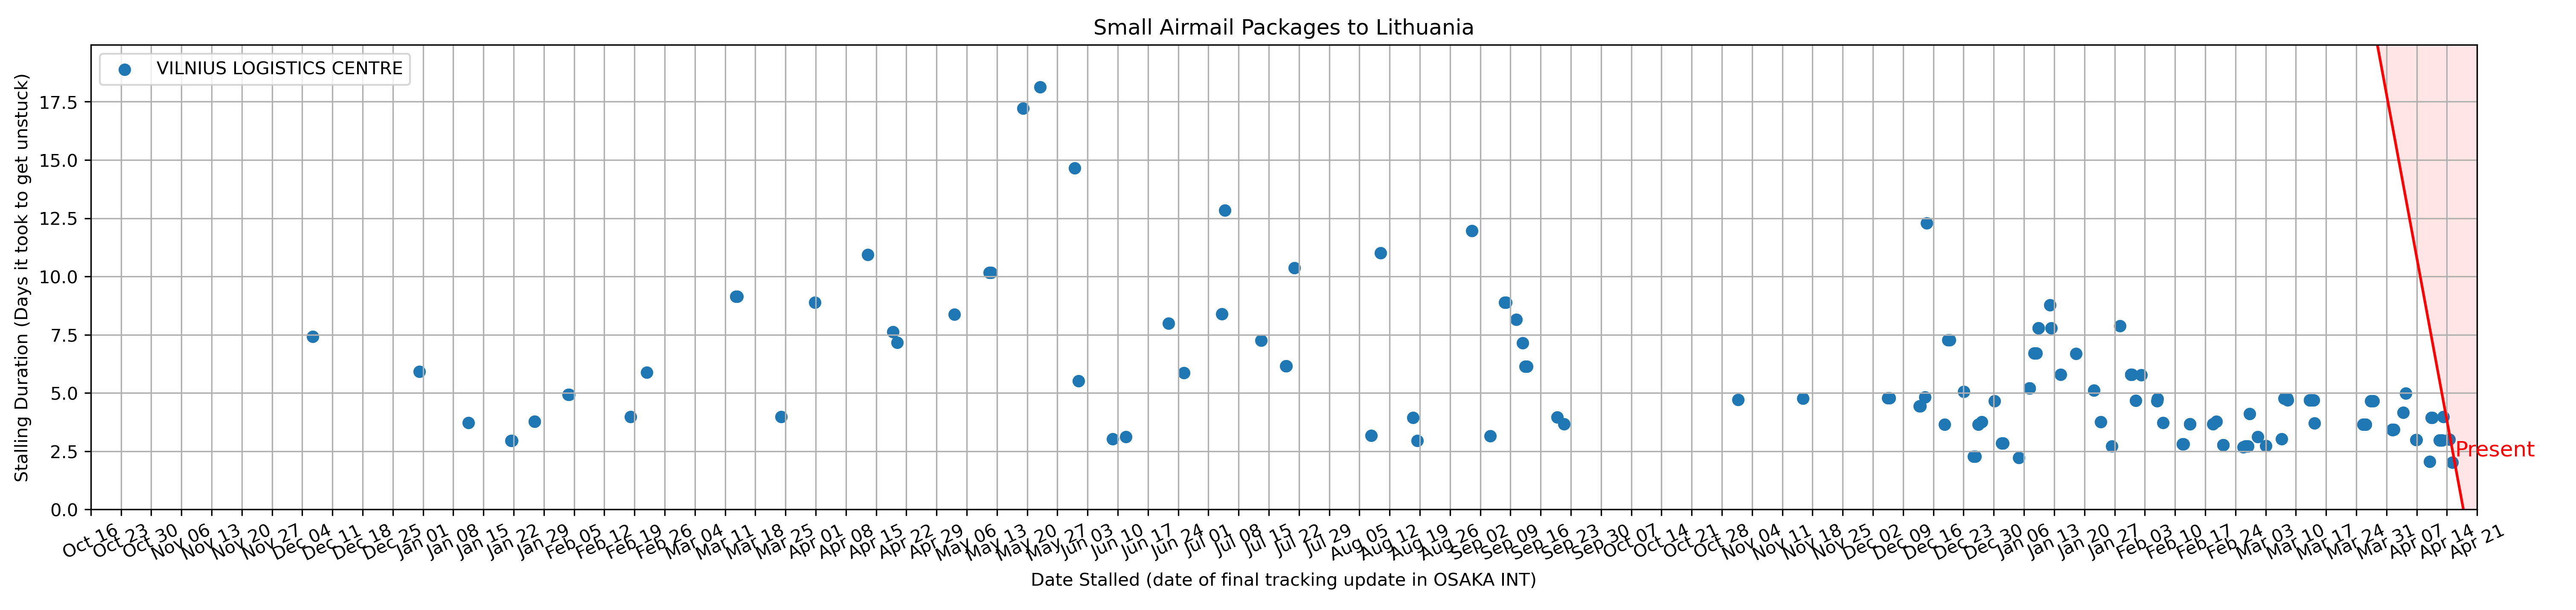 Small Airmail Packages to Lithuania
VILNIUS LOGISTICS CENTRE
Stalling Duration (Days it took to get unstuck)
17.5
15.0
12.5
10.0
7.5
5.0
2.5
0.0
Present
Oct 16 Oct 23 Oct 30 Nov 06 Nov 13 Nov 20 Nov 27 Dec 04 Dec 11 Dec 18 Dec 25 Jan 01 Jan 08 Jan 15 Jan 22 Jan 29 Feb 05 Feb 12 Feb 19 Feb 26 Mar 04 Mar 11 Mar 18 Mar 25 Apr 01 Apr 08 Apr 15 Apr 22 Apr 29 May 06 May 13 May 20 May 27 Jun 03 Jun 10 Jun 17 Jun 24 Jul 01 Jul 08 Jul 15 Jul 22 Jul 29 Aug 05 Aug 12 Aug 19 Aug 26 Sep 02 Sep 09 Sep 16 Sep 23 Sep 30 Oct 07 Oct 14 Oct 21 Oct 28 Nov 04 Nov 11 Nov 18 Nov 25 Dec 02 Dec 09 Dec 16 Dec 23 Dec 30 Jan 06 Jan 13 Jan 20 Jan 27 Feb 03 Feb 10 Feb 17 Feb 24 Mar 03 Mar 10 Mar 17 Mar 24 Mar 31 Apr 07 Apr 14 Apr 21
Date Stalled (date of final tracking update in OSAKA INT)